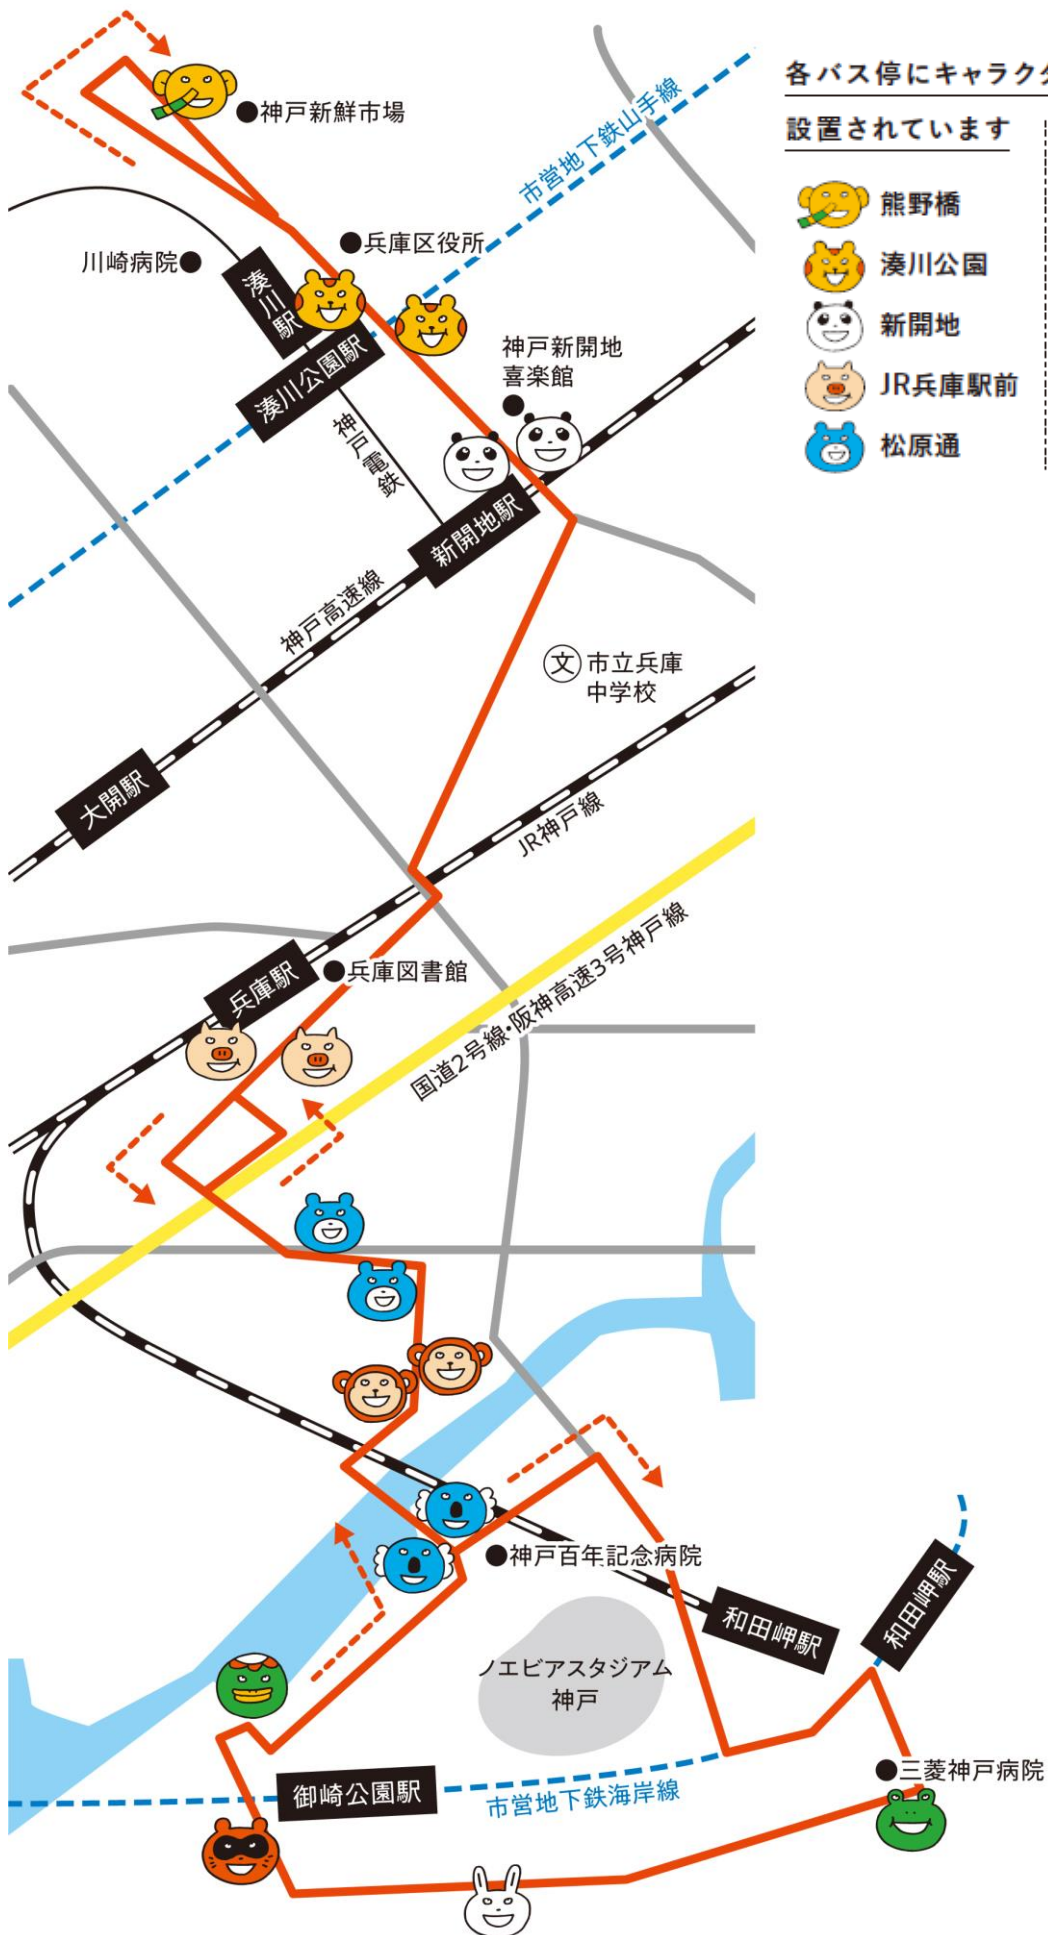 各バス停にキャラクタ
設置されています
熊野橋
湊川公園
新開地
JR兵庫駅前
松原通
●神戸新鮮市場
市営地下鉄山手線
●兵庫区役所
川崎病院●
湊川駅
湊川公園駅
神戸新開地
喜楽館
神戸電鉄
新開地駅
神戸高速線
文 市立兵庫
中学校
大開駅
JR神戸線
兵庫駅
●兵庫図書館
国道2号線・阪神高速3号神戸線
●神戸百年記念病院
和田岬駅
和田岬駅
ノエビアスタジアム
神戸
●三菱神戸病院
御崎公園駅
市営地下鉄海岸線